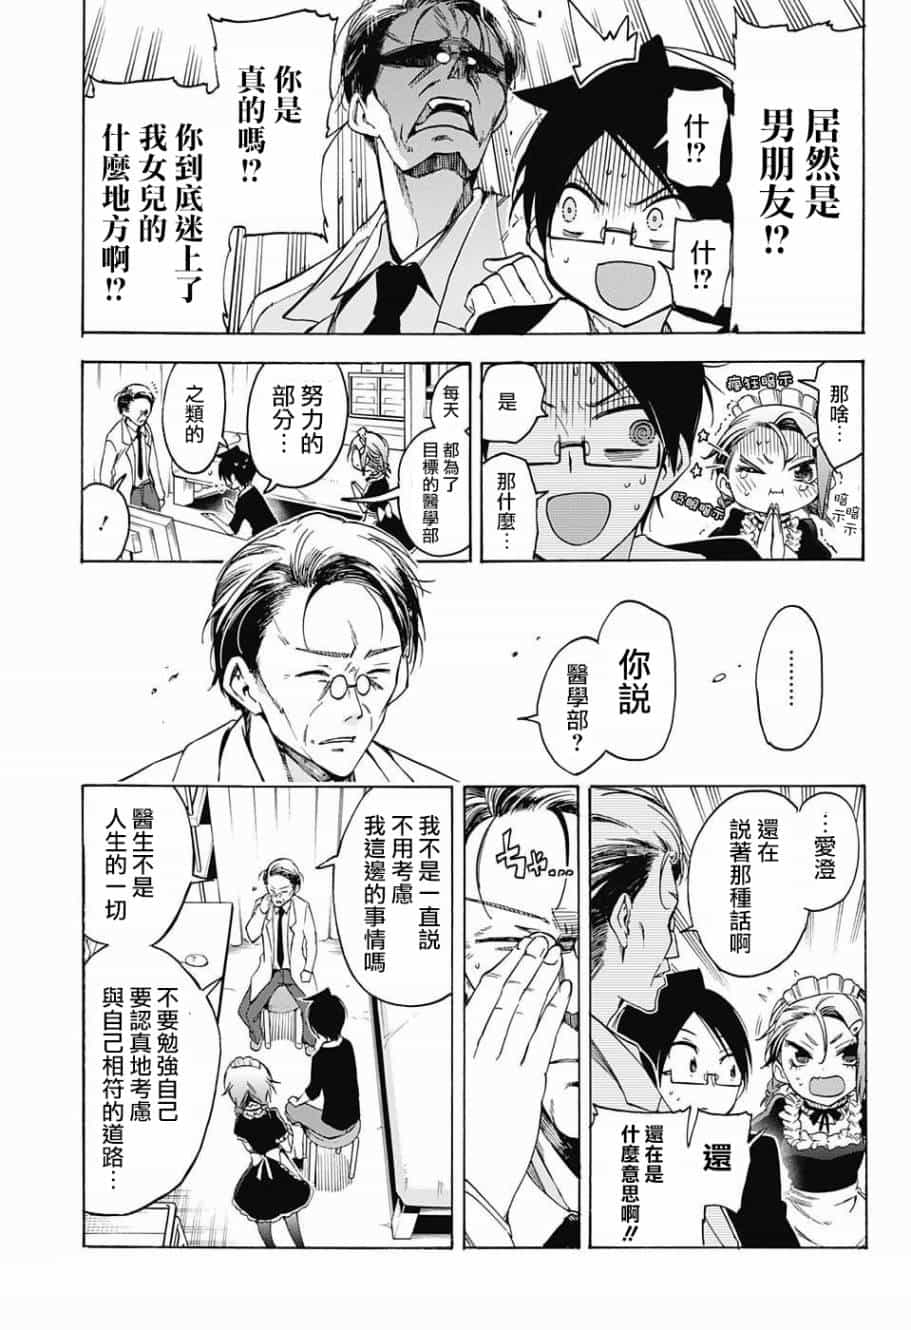 居然是
男朋友!?
什!?
什!?
你是
真的嗎!?
你到底迷上了
我女兒的
什麼地方啊!?
那啥…
瘋狂暗示
暗示
暗示
是
那什麼…
每天
都為了
目標的醫學部
努力的
部分…
之類的
!
………
你說
醫學部?
…愛澄
還在
說著那種話啊
還
還在是
什麼意思啊!!
ちゃ…
我不是一直說
不用考慮
我這邊的事情嗎
醫生不是
人生的一切
不要勉強自己
要認真地考慮
與自己相符的道路…